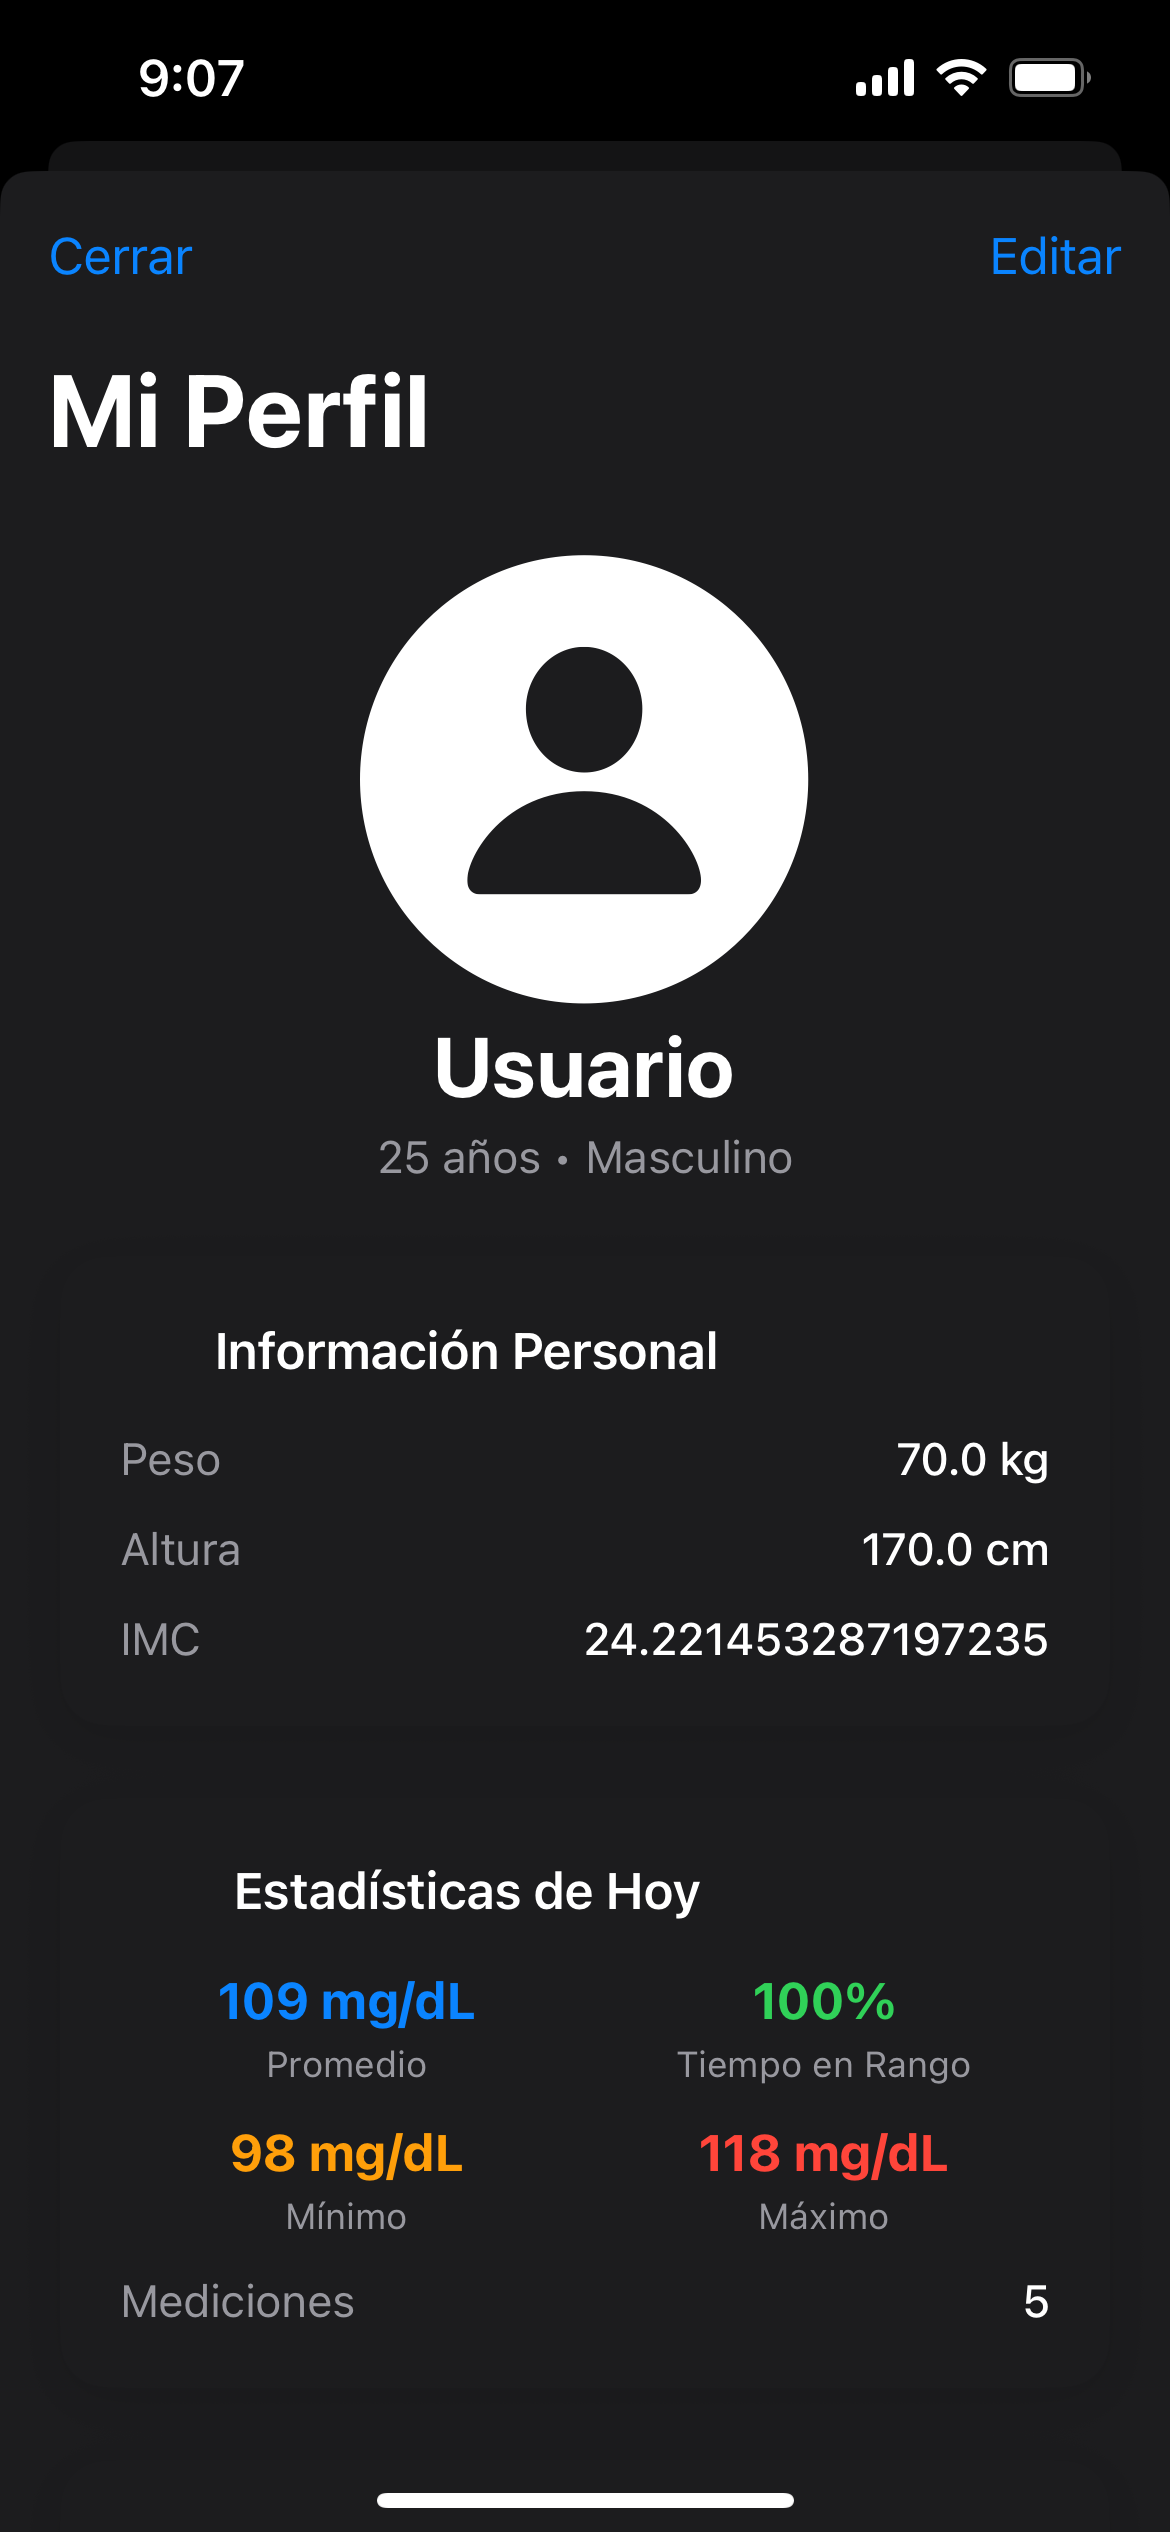 9:07
Cerrar
Editar
Mi Perfil
Usuario
25 años • Masculino
Información Personal
Peso 70.0 kg
Altura 170.0 cm
IMC 24.221453287197235
Estadísticas de Hoy
109 mg/dL 100%
Promedio Tiempo en Rango
98 mg/dL 118 mg/dL
Mínimo Máximo
Mediciones 5